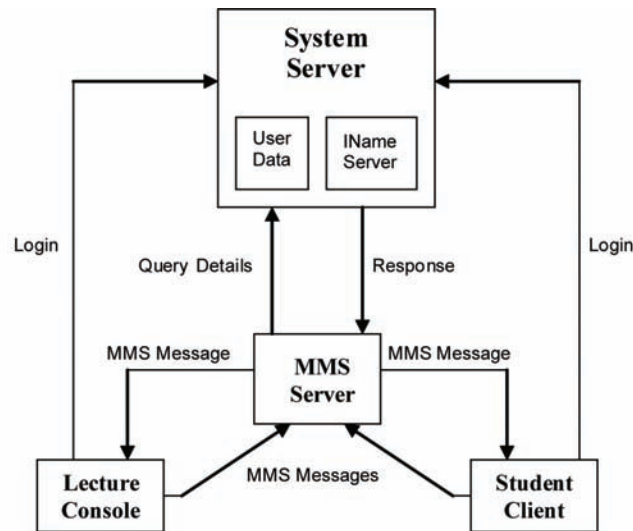 System
Server
User
Data
IName
Server
Login
Query Details
Response
Login
MMS Message
MMS
Server
MMS Message
Lecture
Console
MMS Messages
Student
Client